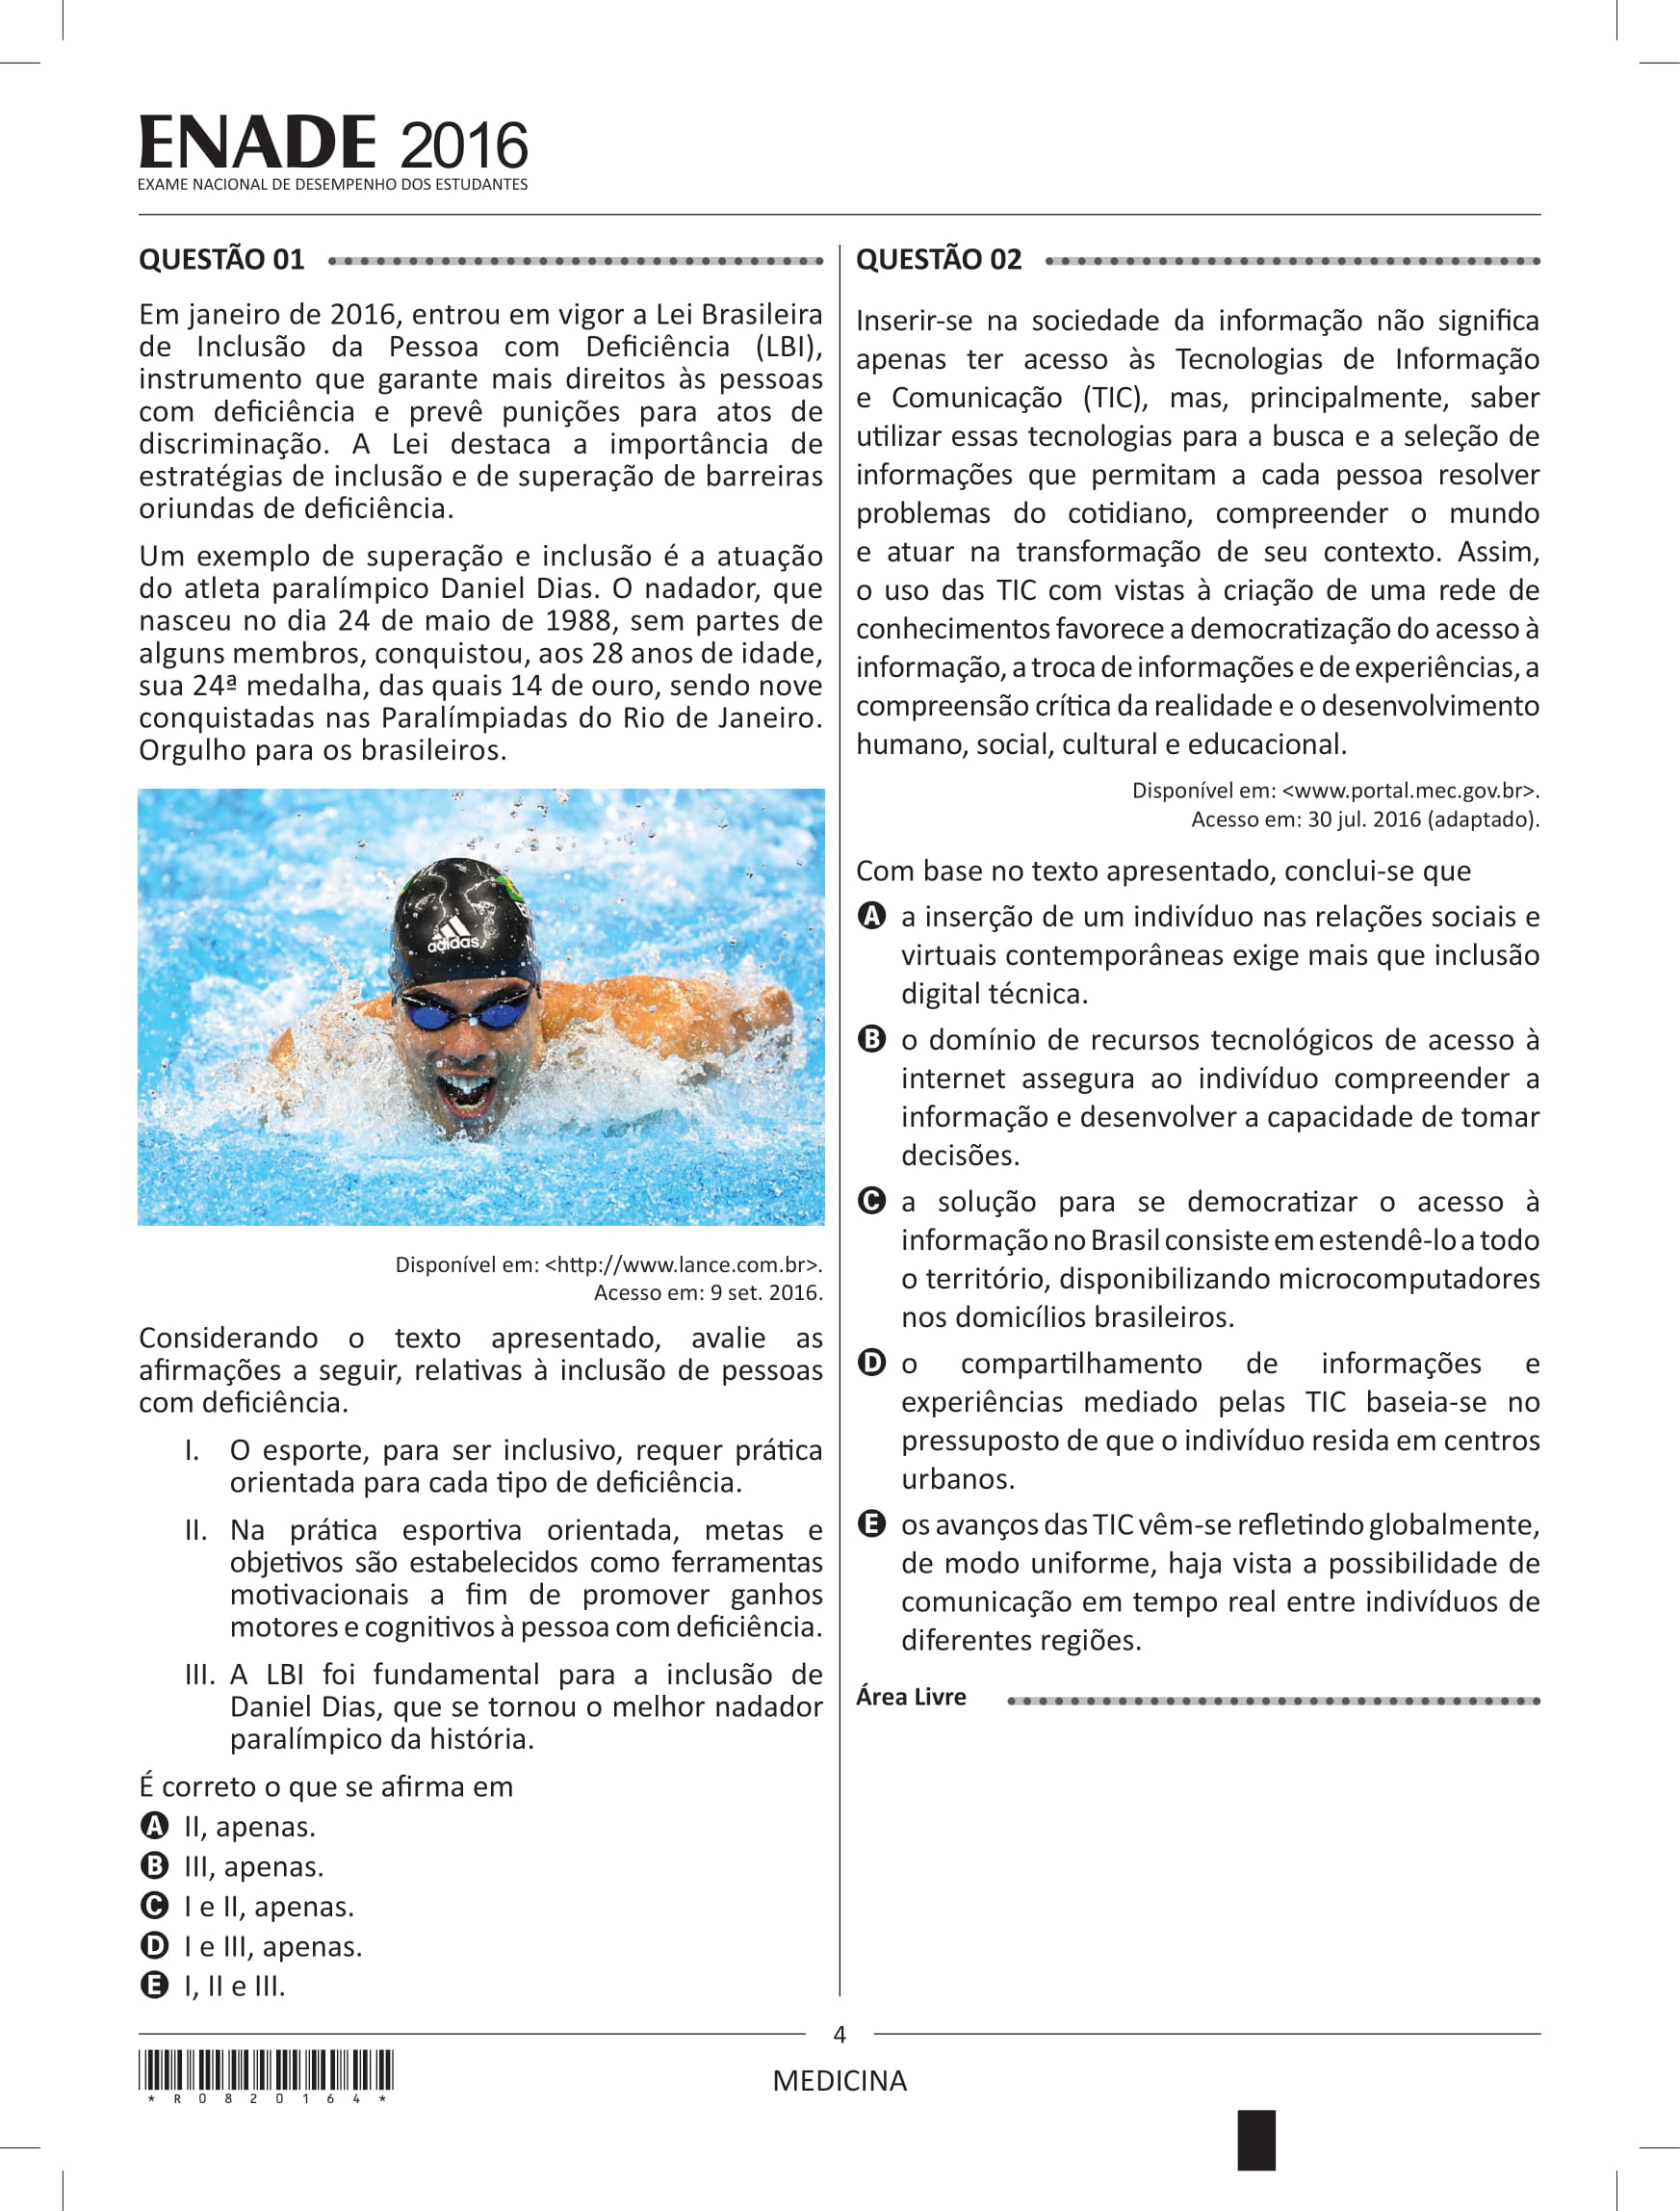 ENADE 2016
EXAME NACIONAL DE DESEMPENHO DOS ESTUDANTES
QUESTÃO 01
Em janeiro de 2016, entrou em vigor a Lei Brasileira
de Inclusão da Pessoa com Deficiência (LBI),
instrumento que garante mais direitos às pessoas
com deficiência e prevê punições para atos de
discriminação. A Lei destaca a importância de
estratégias de inclusão e de superação de barreiras
oriundas de deficiência.
Um exemplo de superação e inclusão é a atuação
do atleta paralímpico Daniel Dias. O nadador, que
nasceu no dia 24 de maio de 1988, sem partes de
alguns membros, conquistou, aos 28 anos de idade,
sua 24ª medalha, das quais 14 de ouro, sendo nove
conquistadas nas Paralímpiadas do Rio de Janeiro.
Orgulho para os brasileiros.
adidas
Disponível em: <http://www.lance.com.br>.
Acesso em: 9 set. 2016.
Considerando o texto apresentado, avalie as
afirmações a seguir, relativas à inclusão de pessoas
com deficiência.
I. O esporte, para ser inclusivo, requer prática
orientada para cada tipo de deficiência.
II. Na prática esportiva orientada, metas e
objetivos são estabelecidos como ferramentas
motivacionais a fim de promover ganhos
motores e cognitivos à pessoa com deficiência.
III. A LBI foi fundamental para a inclusão de
Daniel Dias, que se tornou o melhor nadador
paralímpico da história.
É correto o que se afirma em
A II, apenas.
B III, apenas.
C I e II, apenas.
D I e III, apenas.
E I, II e III.
QUESTÃO 02
Inserir-se na sociedade da informação não significa
apenas ter acesso às Tecnologias de Informação
e Comunicação (TIC), mas, principalmente, saber
utilizar essas tecnologias para a busca e a seleção de
informações que permitam a cada pessoa resolver
problemas do cotidiano, compreender o mundo
e atuar na transformação de seu contexto. Assim,
o uso das TIC com vistas à criação de uma rede de
conhecimentos favorece a democratização do acesso à
informação, a troca de informações e de experiências, a
compreensão crítica da realidade e o desenvolvimento
humano, social, cultural e educacional.
Disponível em: <www.portal.mec.gov.br>.
Acesso em: 30 jul. 2016 (adaptado).
Com base no texto apresentado, conclui-se que
A a inserção de um indivíduo nas relações sociais e
virtuais contemporâneas exige mais que inclusão
digital técnica.
B o domínio de recursos tecnológicos de acesso à
internet assegura ao indivíduo compreender a
informação e desenvolver a capacidade de tomar
decisões.
C a solução para se democratizar o acesso à
informação no Brasil consiste em estendê-lo a todo
o território, disponibilizando microcomputadores
nos domicílios brasileiros.
D o compartilhamento de informações e
experiências mediado pelas TIC baseia-se no
pressuposto de que o indivíduo resida em centros
urbanos.
E os avanços das TIC vêm-se refletindo globalmente,
de modo uniforme, haja vista a possibilidade de
comunicação em tempo real entre indivíduos de
diferentes regiões.
Área Livre
4
MEDICINA
* R 0 8 2 0 1 6 4 *